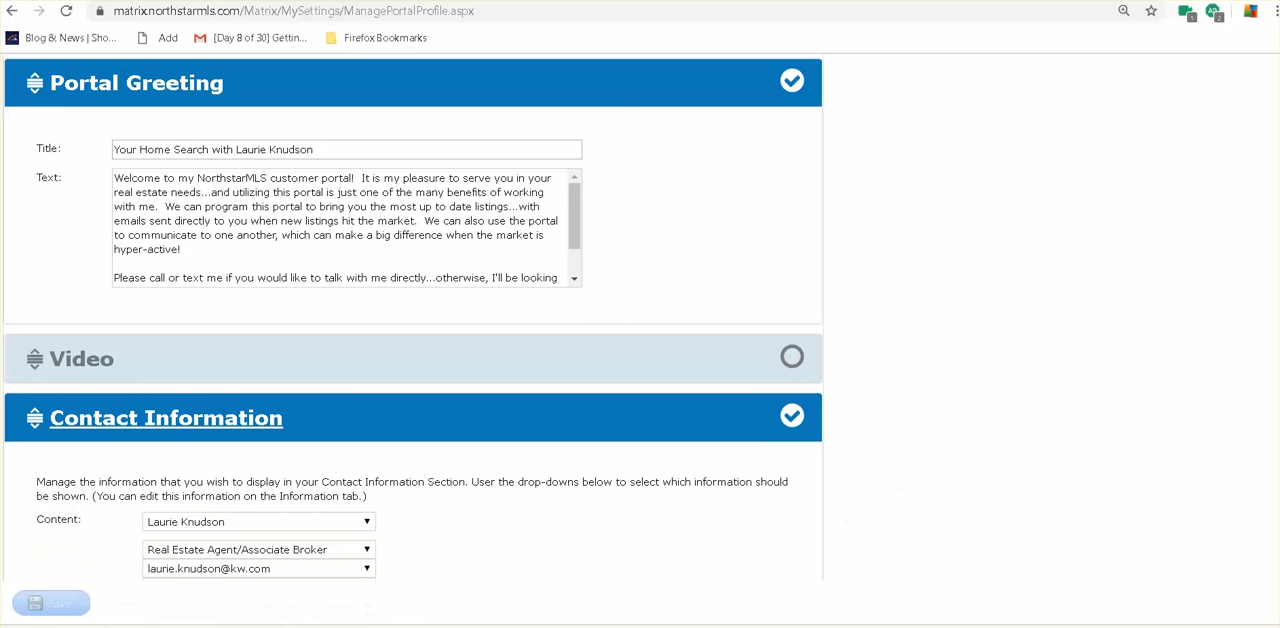 matrix.northstarmls.com/Matrix/MySettings/ManagePortalProfile.aspx
1
2
Blog & News | Sho... Add [Day 8 of 30] Gettin... Firefox Bookmarks
Portal Greeting
Title: Your Home Search with Laurie Knudson
Text: Welcome to my NorthstarMLS customer portal! It is my pleasure to serve you in your
real estate needs...and utilizing this portal is just one of the many benefits of working
with me. We can program this portal to bring you the most up to date listings...with
emails sent directly to you when new listings hit the market. We can also use the portal
to communicate to one another, which can make a big difference when the market is
hyper-active!
Please call or text me if you would like to talk with me directly...otherwise, I'll be looking
Video
Contact Information
Manage the information that you wish to display in your Contact Information Section. User the drop-downs below to select which information should
be shown. (You can edit this information on the Information tab.)
Content: Laurie Knudson
Real Estate Agent/Associate Broker
laurie.knudson@kw.com